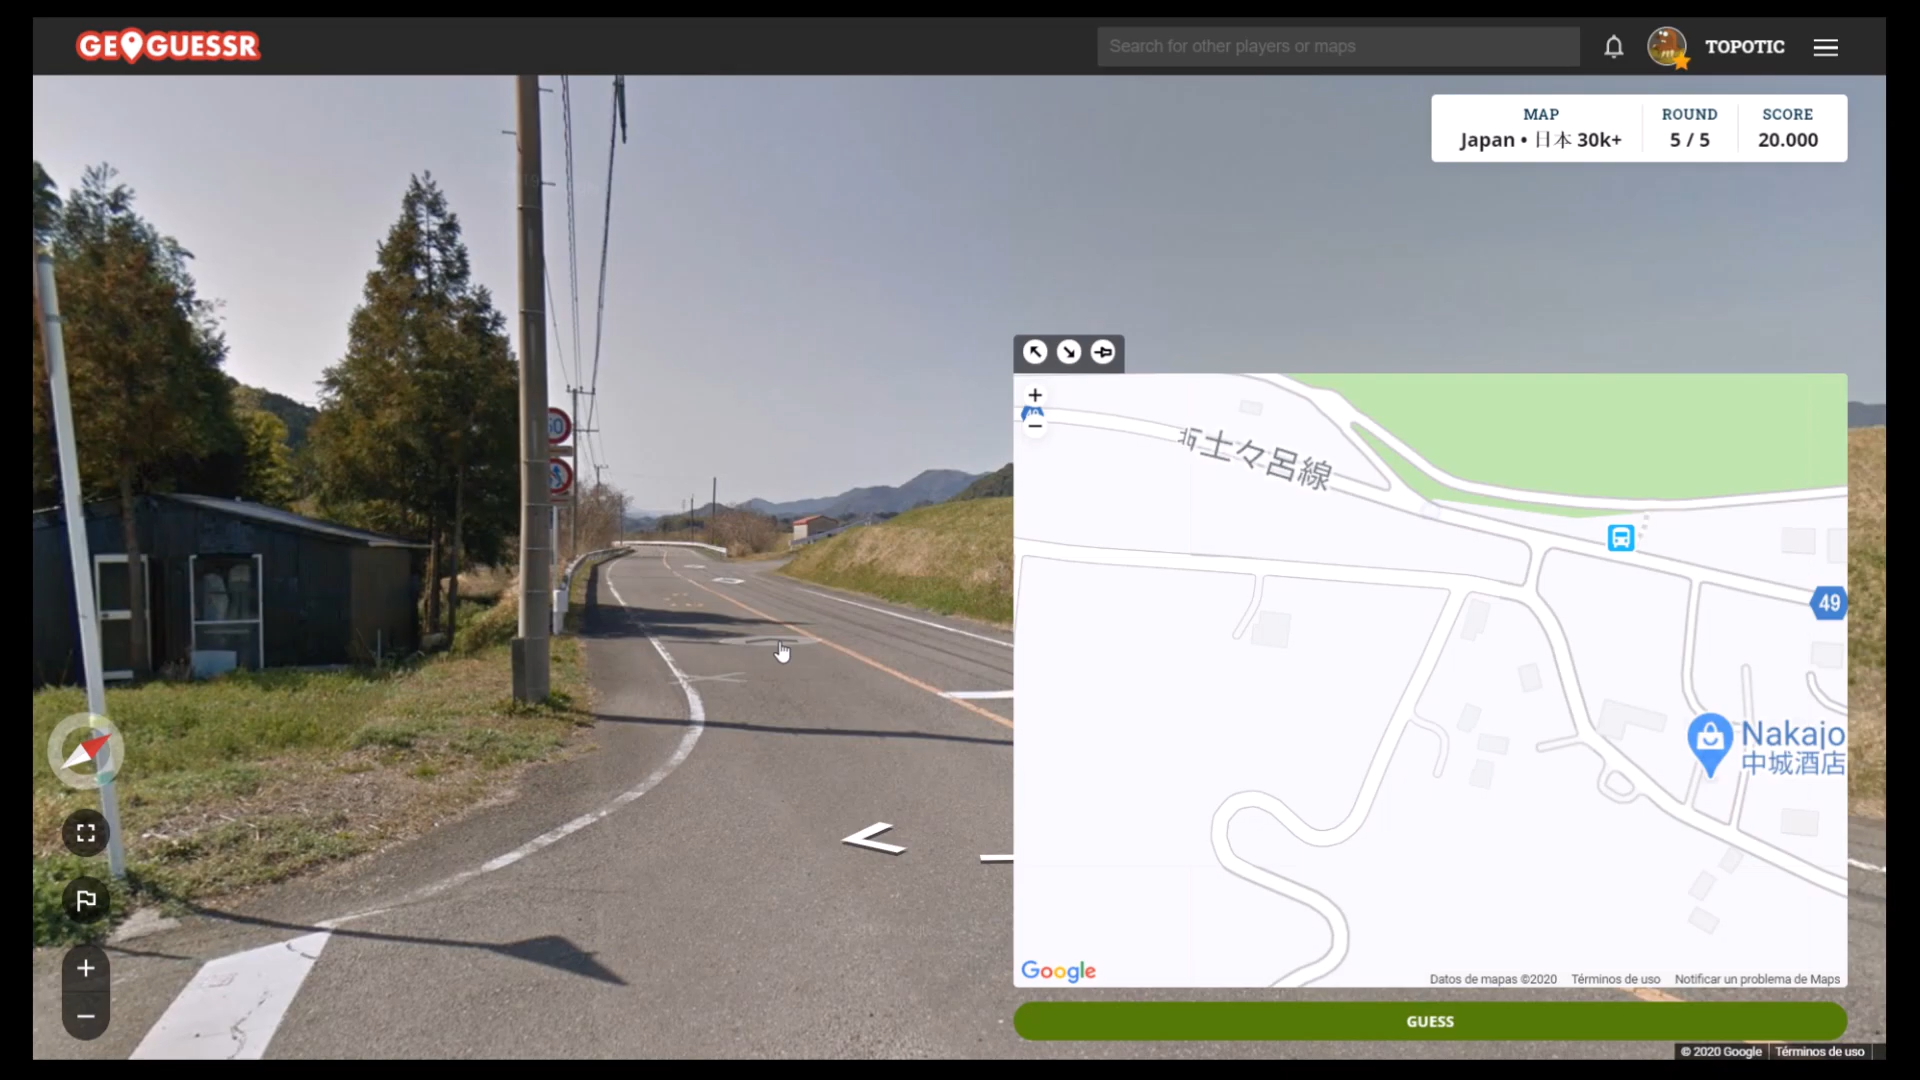 GEOGUESSR
Search for other players or maps
TOPOTIC
MAP
ROUND
SCORE
Japan • 日本 30k+
5 / 5
20.000
土々呂線
49
Nakajo
中城酒店
Google
Datos de mapas ©2020
Términos de uso
Notificar un problema de Maps
GUESS
© 2020 Google
Términos de uso